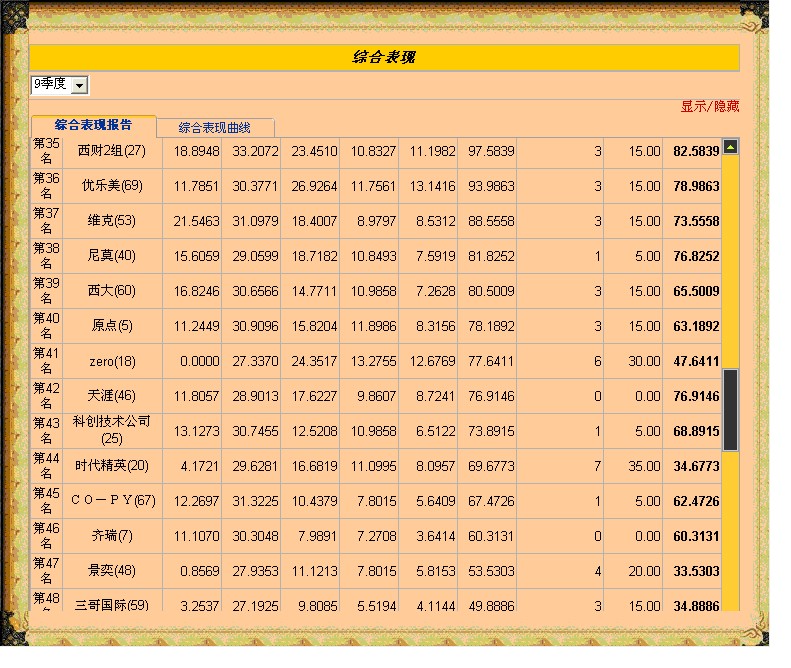 综合表现
9季度
显示/隐藏
综合表现报告 综合表现曲线
第35名 西财2组(27) 18.8948 33.2072 23.4510 10.8327 11.1982 97.5839 3 15.00 82.5839
第36名 优乐美(69) 11.7851 30.3771 26.9264 11.7561 13.1416 93.9863 3 15.00 78.9863
第37名 维克(53) 21.5463 31.0979 18.4007 8.9797 8.5312 88.5558 3 15.00 73.5558
第38名 尼莫(40) 15.6059 29.0599 18.7182 10.8493 7.5919 81.8252 1 5.00 76.8252
第39名 西大(60) 16.8246 30.6566 14.7711 10.9858 7.2628 80.5009 3 15.00 65.5009
第40名 原点(5) 11.2449 30.9096 15.8204 11.8986 8.3156 78.1892 3 15.00 63.1892
第41名 zero(18) 0.0000 27.3370 24.3517 13.2755 12.6769 77.6411 6 30.00 47.6411
第42名 天涯(46) 11.8057 28.9013 17.6227 9.8607 8.7241 76.9146 0 0.00 76.9146
第43名 科创技术公司(25) 13.1273 30.7455 12.5208 10.9858 6.5122 73.8915 1 5.00 68.8915
第44名 时代精英(20) 4.1721 29.6281 16.6819 11.0995 8.0957 69.6773 7 35.00 34.6773
第45名 ＣＯ－ＰＹ(67) 12.2697 31.3225 10.4379 7.8015 5.6409 67.4726 1 5.00 62.4726
第46名 齐瑞(7) 11.1070 30.3048 7.9891 7.2708 3.6414 60.3131 0 0.00 60.3131
第47名 景奕(48) 0.8569 27.9353 11.1213 7.8015 5.8153 53.5303 4 20.00 33.5303
第48名 三哥国际(59) 3.2537 27.1925 9.8085 5.5194 4.1144 49.8886 3 15.00 34.8886